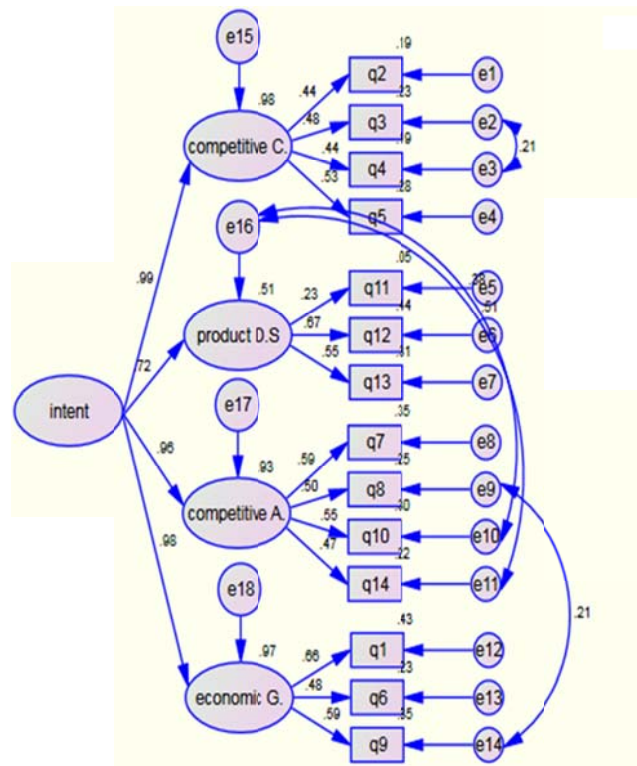 e15
.19
q2
e1
.98
.44
.23
.48
q3
e2
competitive C.
.19
.44
q4
e3
.21
.53
.28
q5
e4
e16
.05
.99
.51
.23
q11
e5
.51
.44
product D.S
.67
q12
e6
.55
q13
e7
.72
intent
e17
.35
.59
q7
e8
.96
.93
.25
.50
q8
e9
competitive A.
.55
q10
e10
.47
.22
q14
e11
.98
e18
.43
.21
.97
.66
q1
e12
.23
.48
q6
e13
economic G.
.59
.35
q9
e14